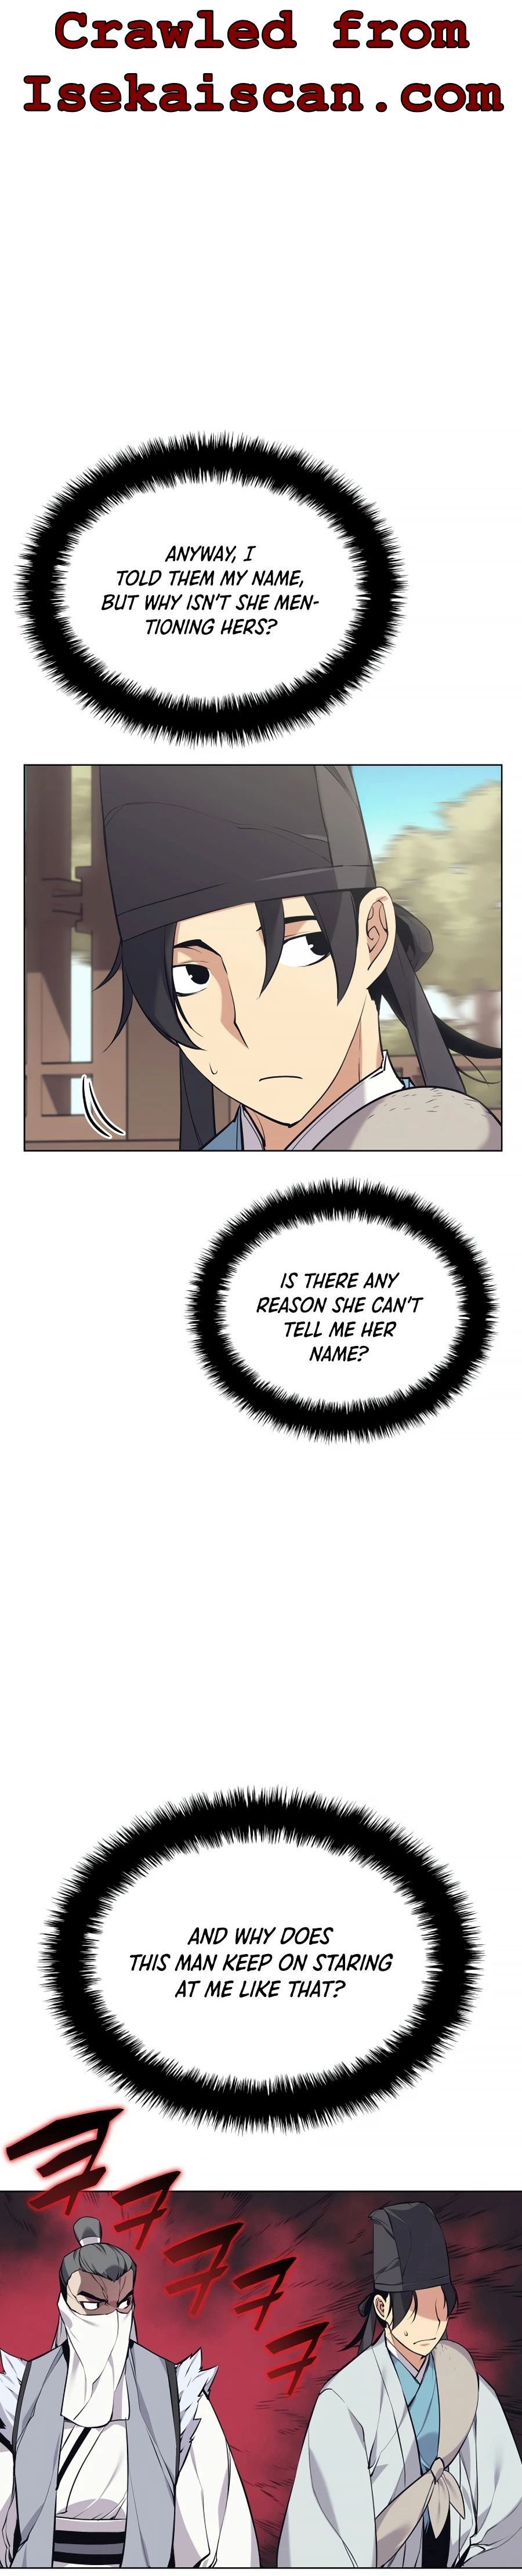 Crawled from
Isekaiscan.com
ANYWAY, I
TOLD THEM MY NAME,
BUT WHY ISN'T SHE MEN-
TIONING HERS?
IS THERE ANY
REASON SHE CAN'T
TELL ME HER
NAME?
AND WHY DOES
THIS MAN KEEP ON STARING
AT ME LIKE THAT?